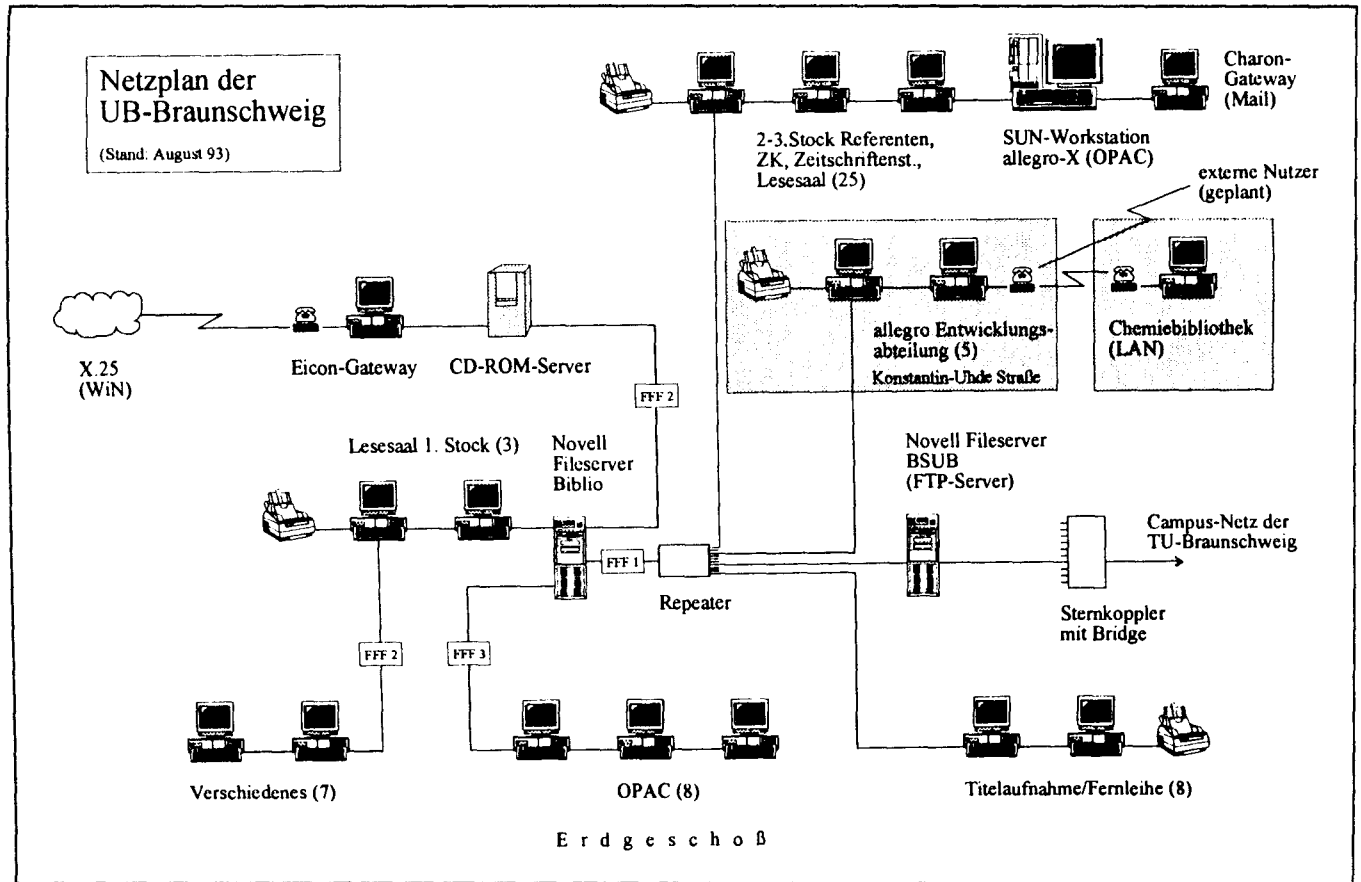 Netzplan der
UB-Braunschweig
(Stand: August 93)
Charon-
Gateway
(Mail)
2-3.Stock Referenten,
ZK, Zeitschriftenst.,
Lesesaal (25)
SUN-Workstation
allegro-X (OPAC)
externe Nutzer
(geplant)
allegro Entwicklungs-
abteilung (5)
Konstantin-Uhde Straße
Chemiebibliothek
(LAN)
X.25
(WiN)
Eicon-Gateway
CD-ROM-Server
FFF 2
Lesesaal 1. Stock (3)
Novell
Fileserver
Biblio
Novell Fileserver
BSUB
(FTP-Server)
FFF 1
Repeater
Campus-Netz der
TU-Braunschweig
Sternkoppler
mit Bridge
FFF 2
FFF 3
Verschiedenes (7)
OPAC (8)
Titelaufnahme/Fernleihe (8)
Erdgeschoß